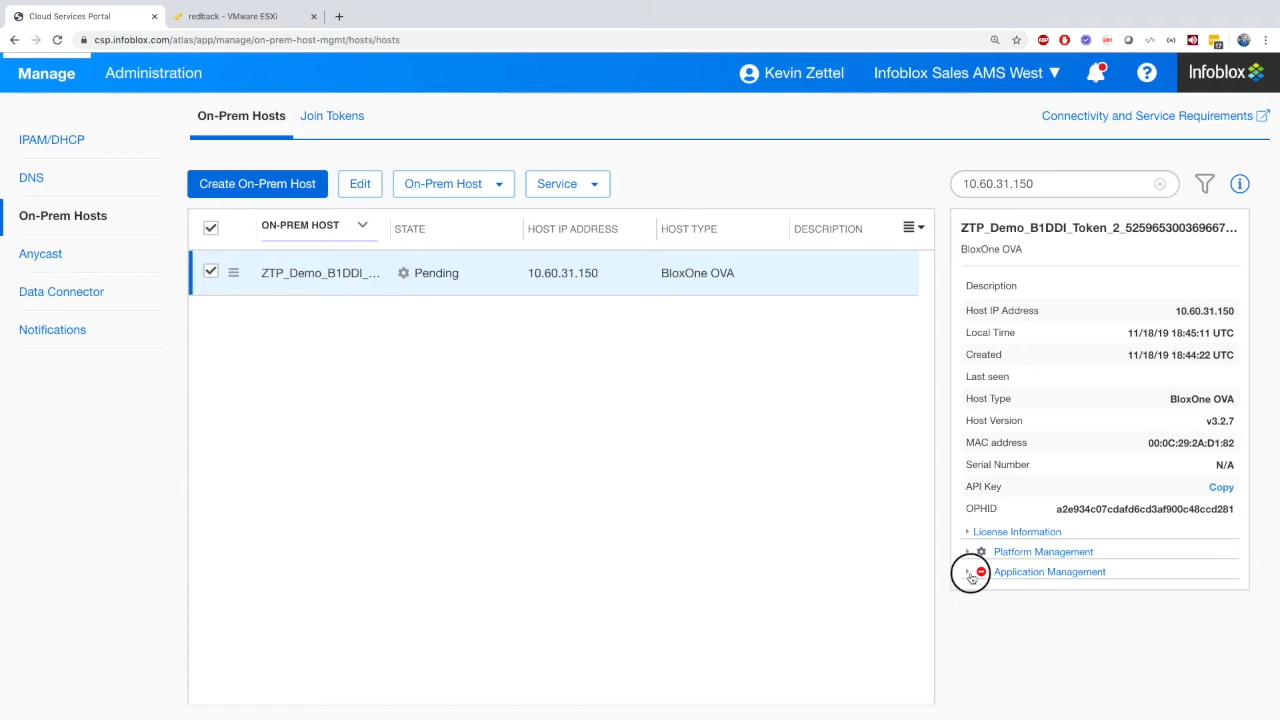 Cloud Services Portal
redback - VMware ESXi
csp.infoblox.com/atlas/app/manage/on-prem-host-mgmt/hosts/hosts
Manage
Administration
Kevin Zettel
Infoblox Sales AMS West
Infoblox
IPAM/DHCP
DNS
On-Prem Hosts
Anycast
Data Connector
Notifications
On-Prem Hosts
Join Tokens
Connectivity and Service Requirements
Create On-Prem Host
Edit
On-Prem Host
Service
10.60.31.150
ON-PREM HOST
STATE
HOST IP ADDRESS
HOST TYPE
DESCRIPTION
ZTP_Demo_B1DDI_...
Pending
10.60.31.150
BloxOne OVA
ZTP_Demo_B1DDI_Token_2_525965300369667...
BloxOne OVA
Description
Host IP Address 10.60.31.150
Local Time 11/18/19 18:45:11 UTC
Created 11/18/19 18:44:22 UTC
Last seen
Host Type BloxOne OVA
Host Version v3.2.7
MAC address 00:0C:29:2A:D1:82
Serial Number N/A
API Key Copy
OPHID a2e934c07cdafd6cd3af900c48ccd281
License Information
Platform Management
Application Management